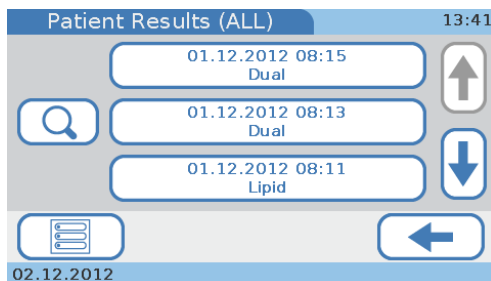 Patient Results (ALL) 13:41
01.12.2012 08:15
Dual
01.12.2012 08:13
Dual
01.12.2012 08:11
Lipid
02.12.2012